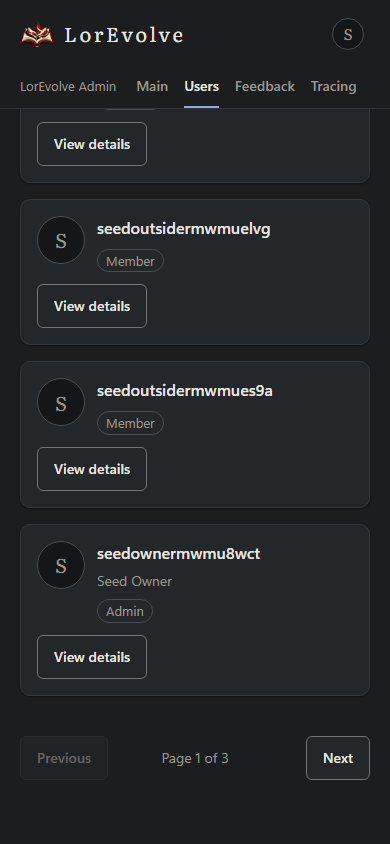 LorEvolve
S
LorEvolve Admin Main Users Feedback Tracing
View details
S
seedoutsidermwmuelvg
Member
View details
S
seedoutsidermwmues9a
Member
View details
S
seedownermwmu8wct
Seed Owner
Admin
View details
Previous Page 1 of 3 Next